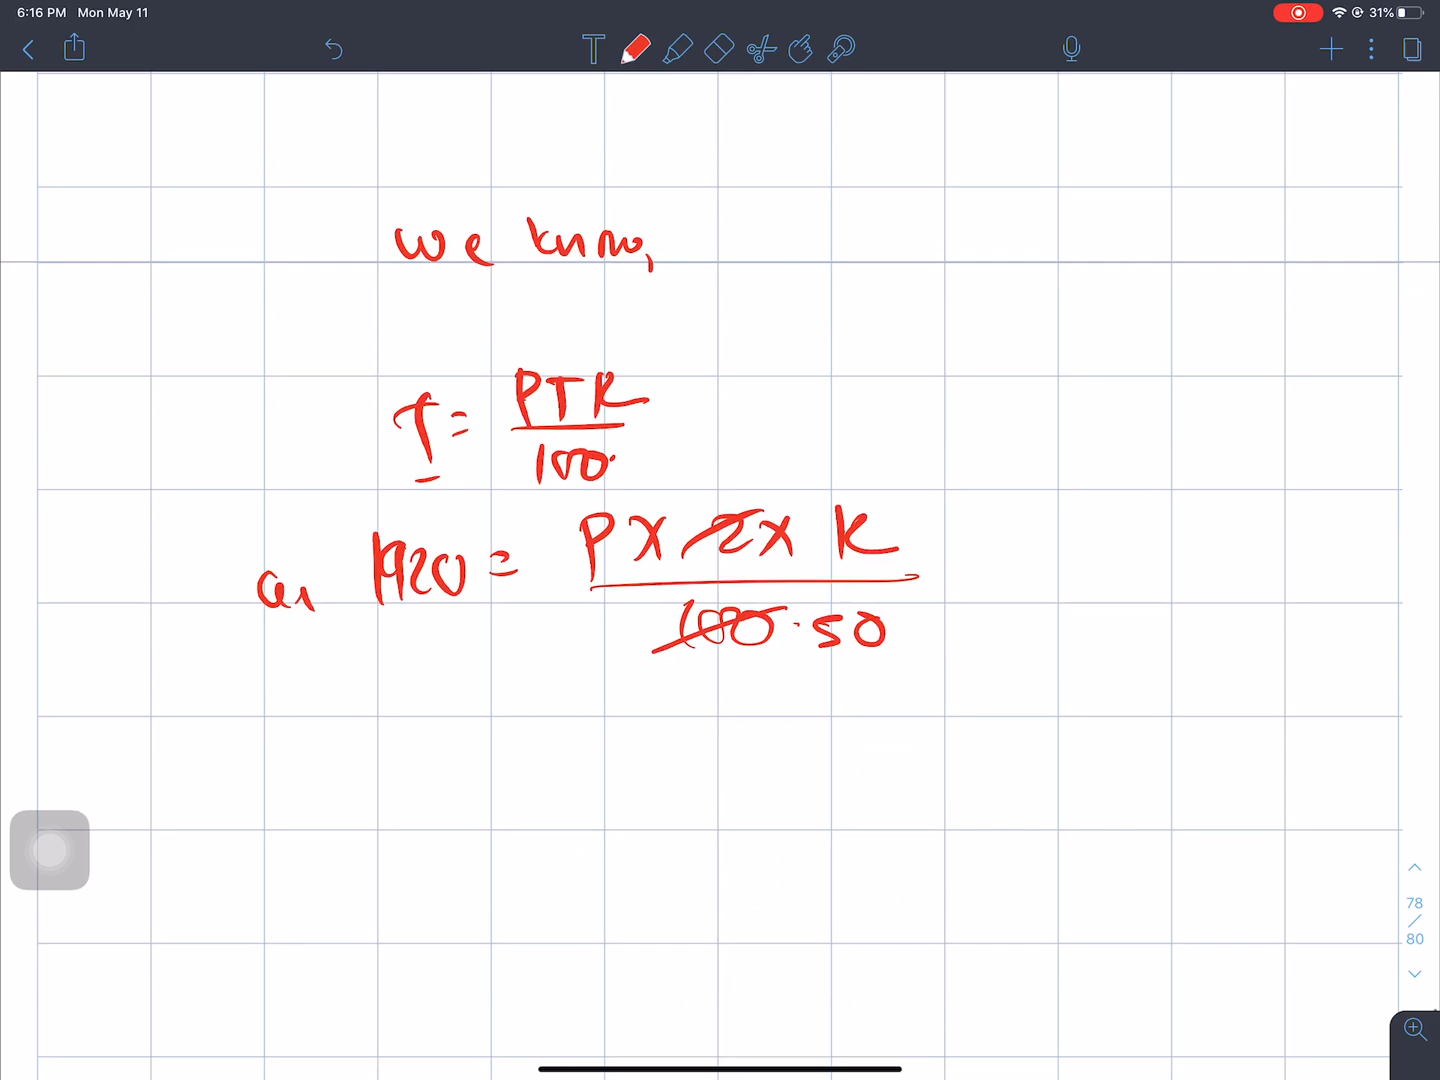 6:16 PM Mon May 11
31%
T
we know,
I = PTR
100
or, 1920 = P X 2 X R
100 . 50
78
/
80